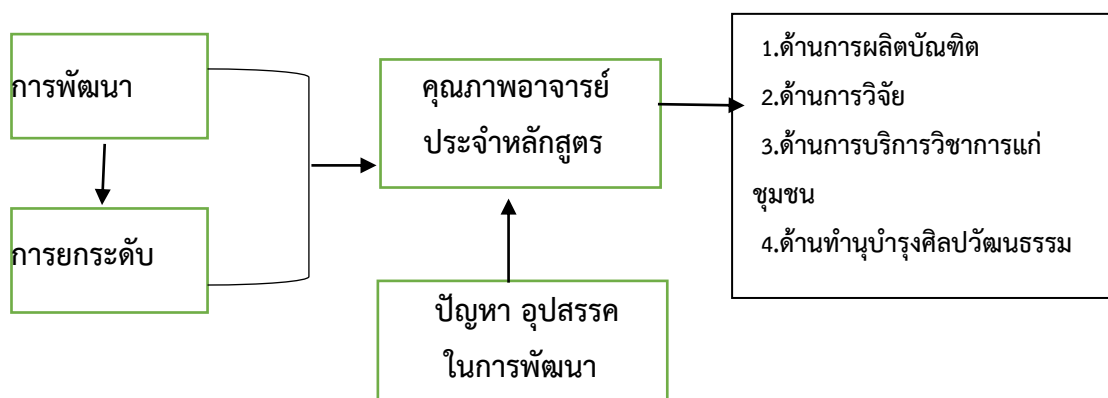 การพัฒนา
การยกระดับ
คุณภาพอาจารย์
ประจำหลักสูตร
ปัญหา อุปสรรค
ในการพัฒนา
1.ด้านการผลิตบัณฑิต
2.ด้านการวิจัย
3.ด้านการบริการวิชาการแก่
ชุมชน
4.ด้านทำนุบำรุงศิลปวัฒนธรรม